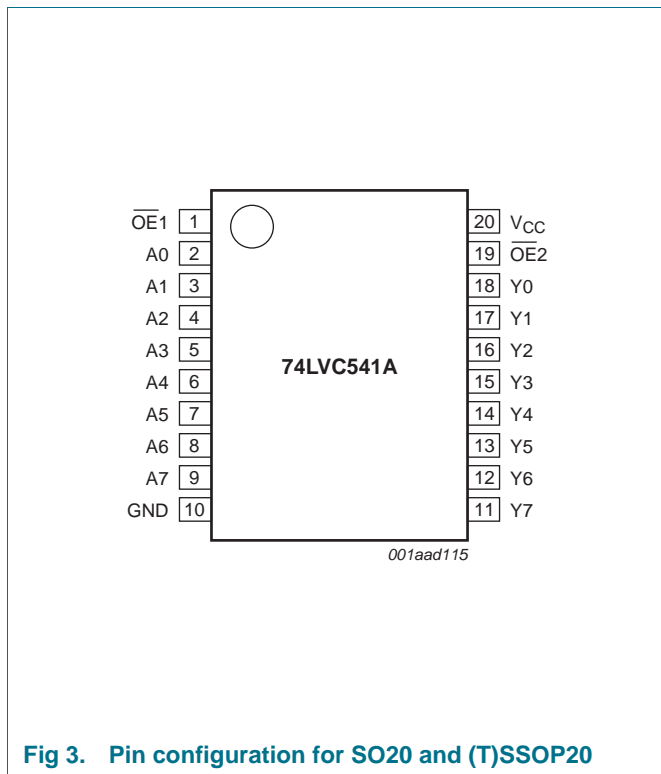 OE1 1 20 VCC
A0 2 19 OE2
A1 3 18 Y0
A2 4 17 Y1
A3 5 16 Y2
74LVC541A
A4 6 15 Y3
A5 7 14 Y4
A6 8 13 Y5
A7 9 12 Y6
GND 10 11 Y7
001aad115
Fig 3. Pin configuration for SO20 and (T)SSOP20